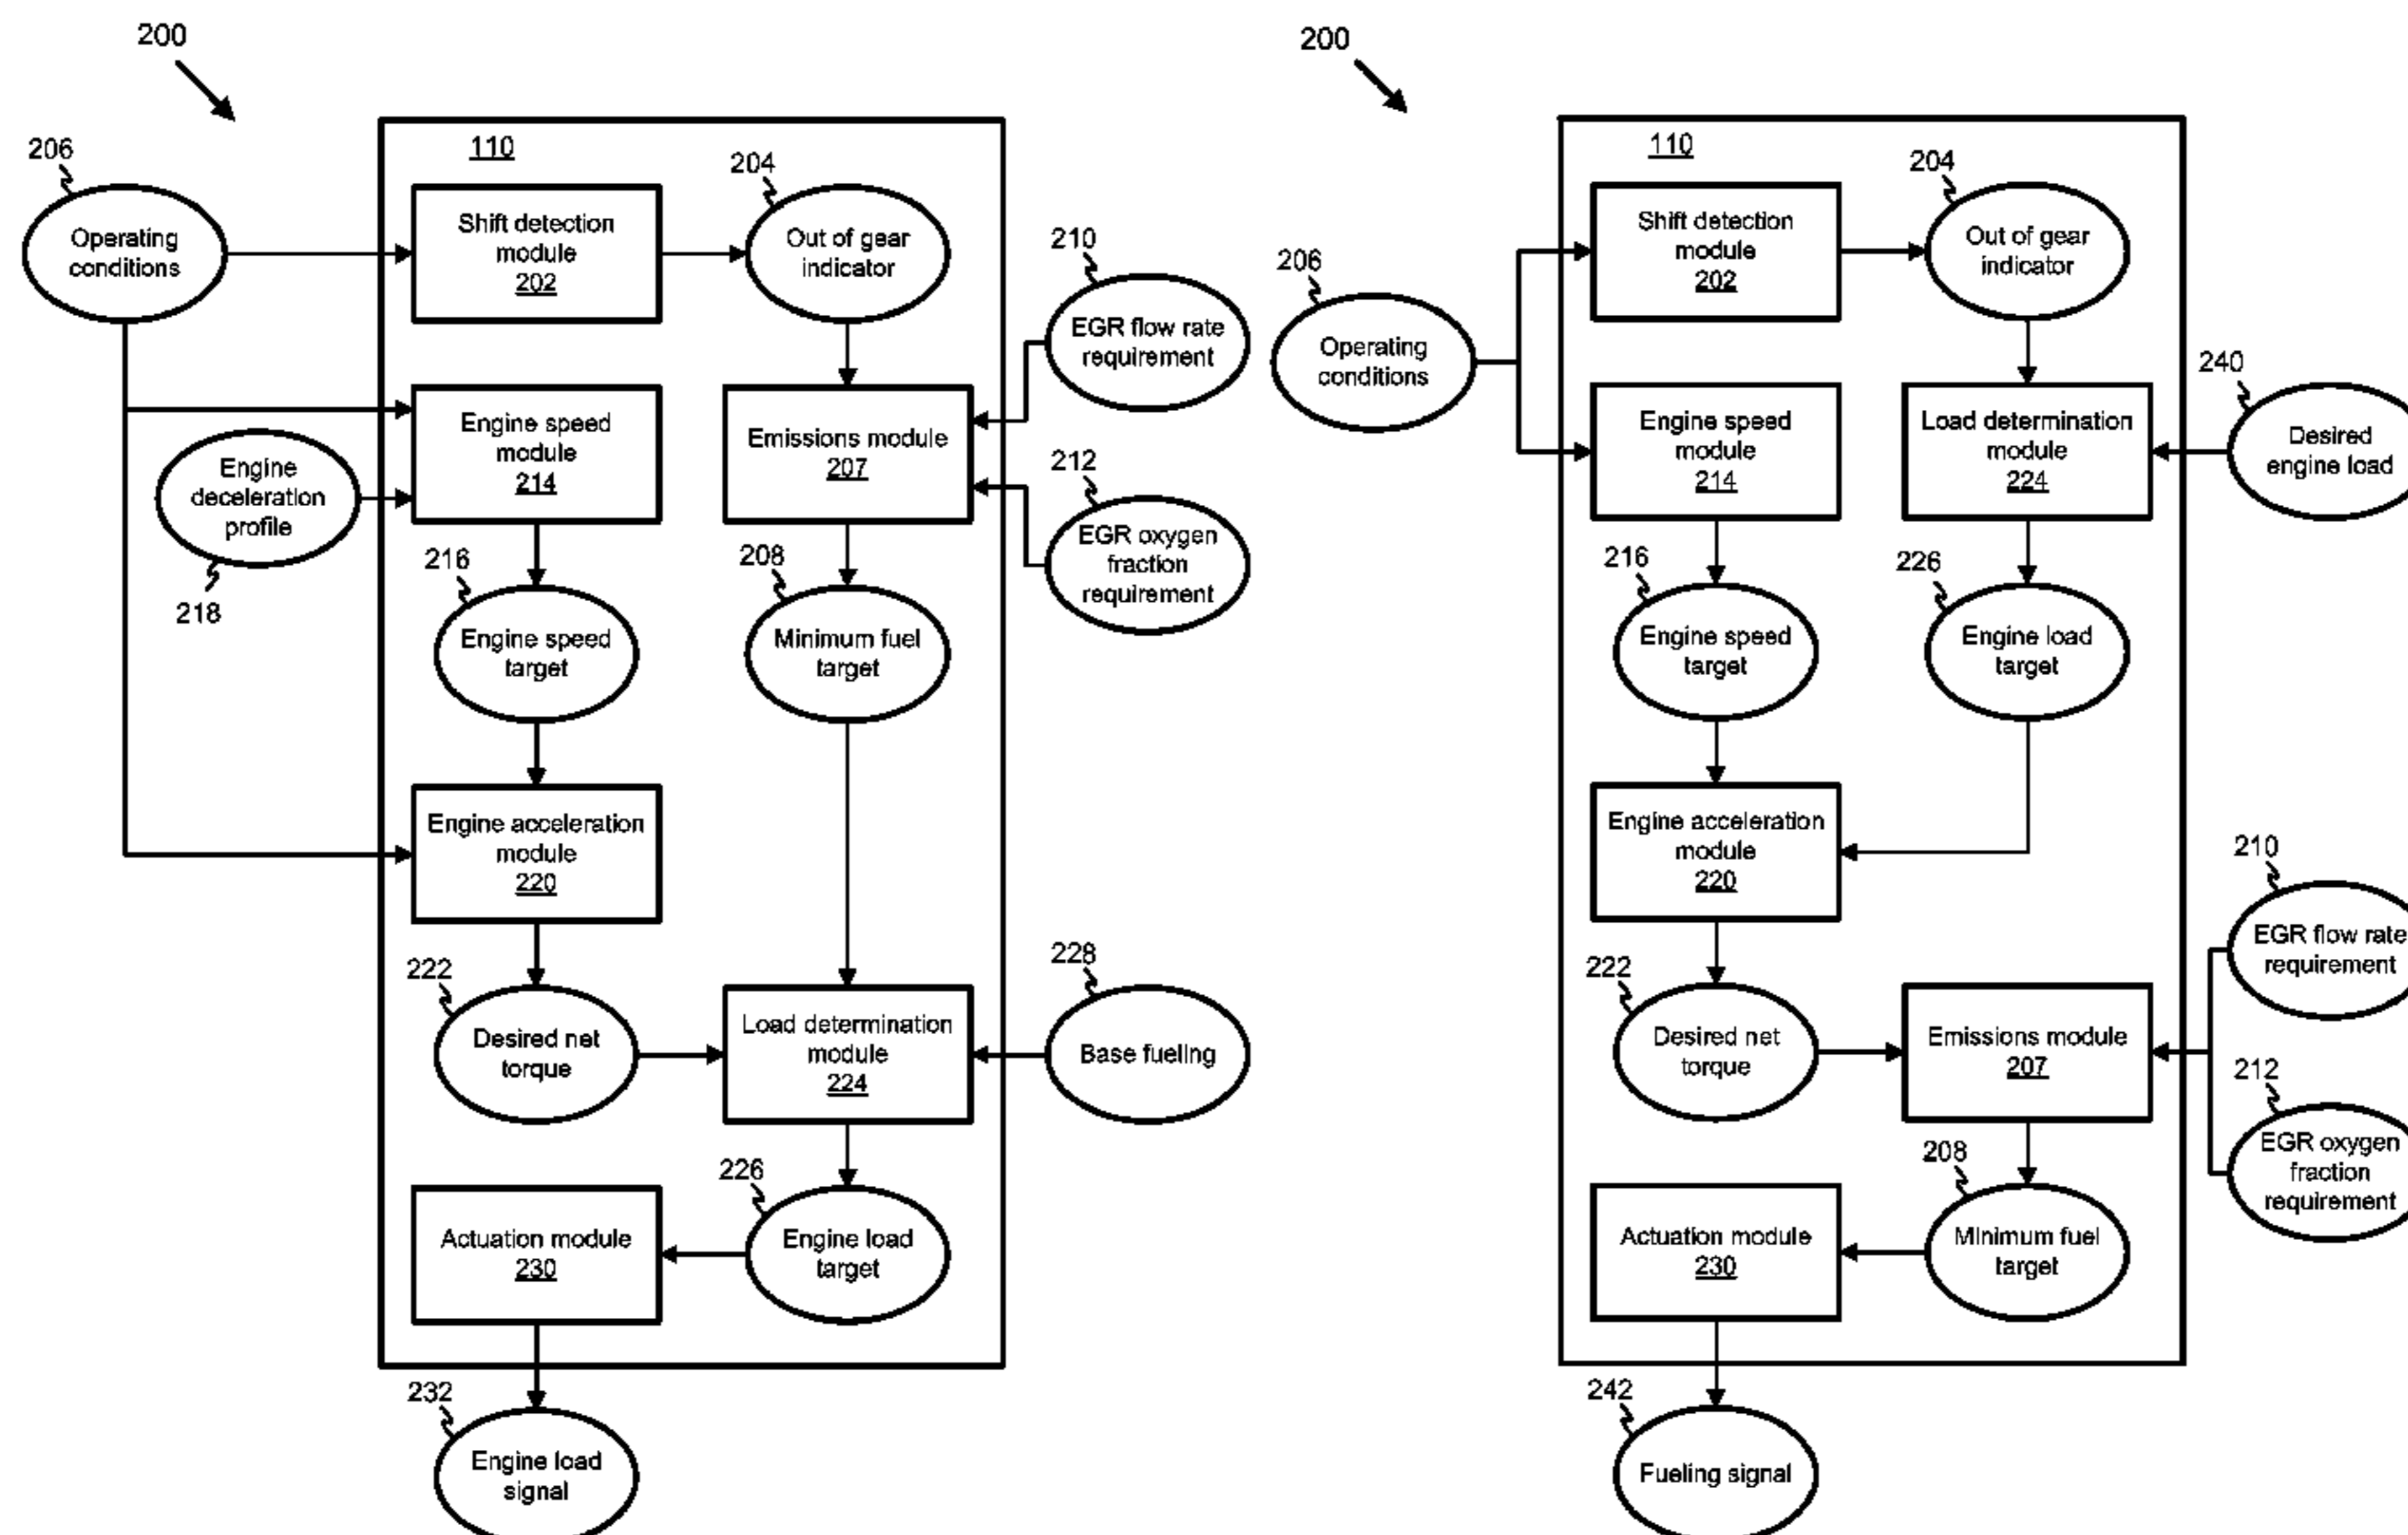 200
206
Operating
conditions
110
Shift detection
module
202
204
Out of gear
indicator
210
EGR flow rate
requirement
Engine
deceleration
profile
218
Engine speed
module
214
Emissions module
207
212
EGR oxygen
fraction
requirement
216
Engine speed
target
208
Minimum fuel
target
Engine acceleration
module
220
222
Desired net
torque
Load determination
module
224
228
Base fueling
226
Engine load
target
Actuation module
230
232
Engine load
signal
200
206
Operating
conditions
110
Shift detection
module
202
204
Out of gear
indicator
Engine speed
module
214
Load determination
module
224
240
Desired
engine load
216
Engine speed
target
226
Engine load
target
Engine acceleration
module
220
210
EGR flow rate
requirement
222
Desired net
torque
Emissions module
207
212
EGR oxygen
fraction
requirement
208
Minimum fuel
target
Actuation module
230
242
Fueling signal